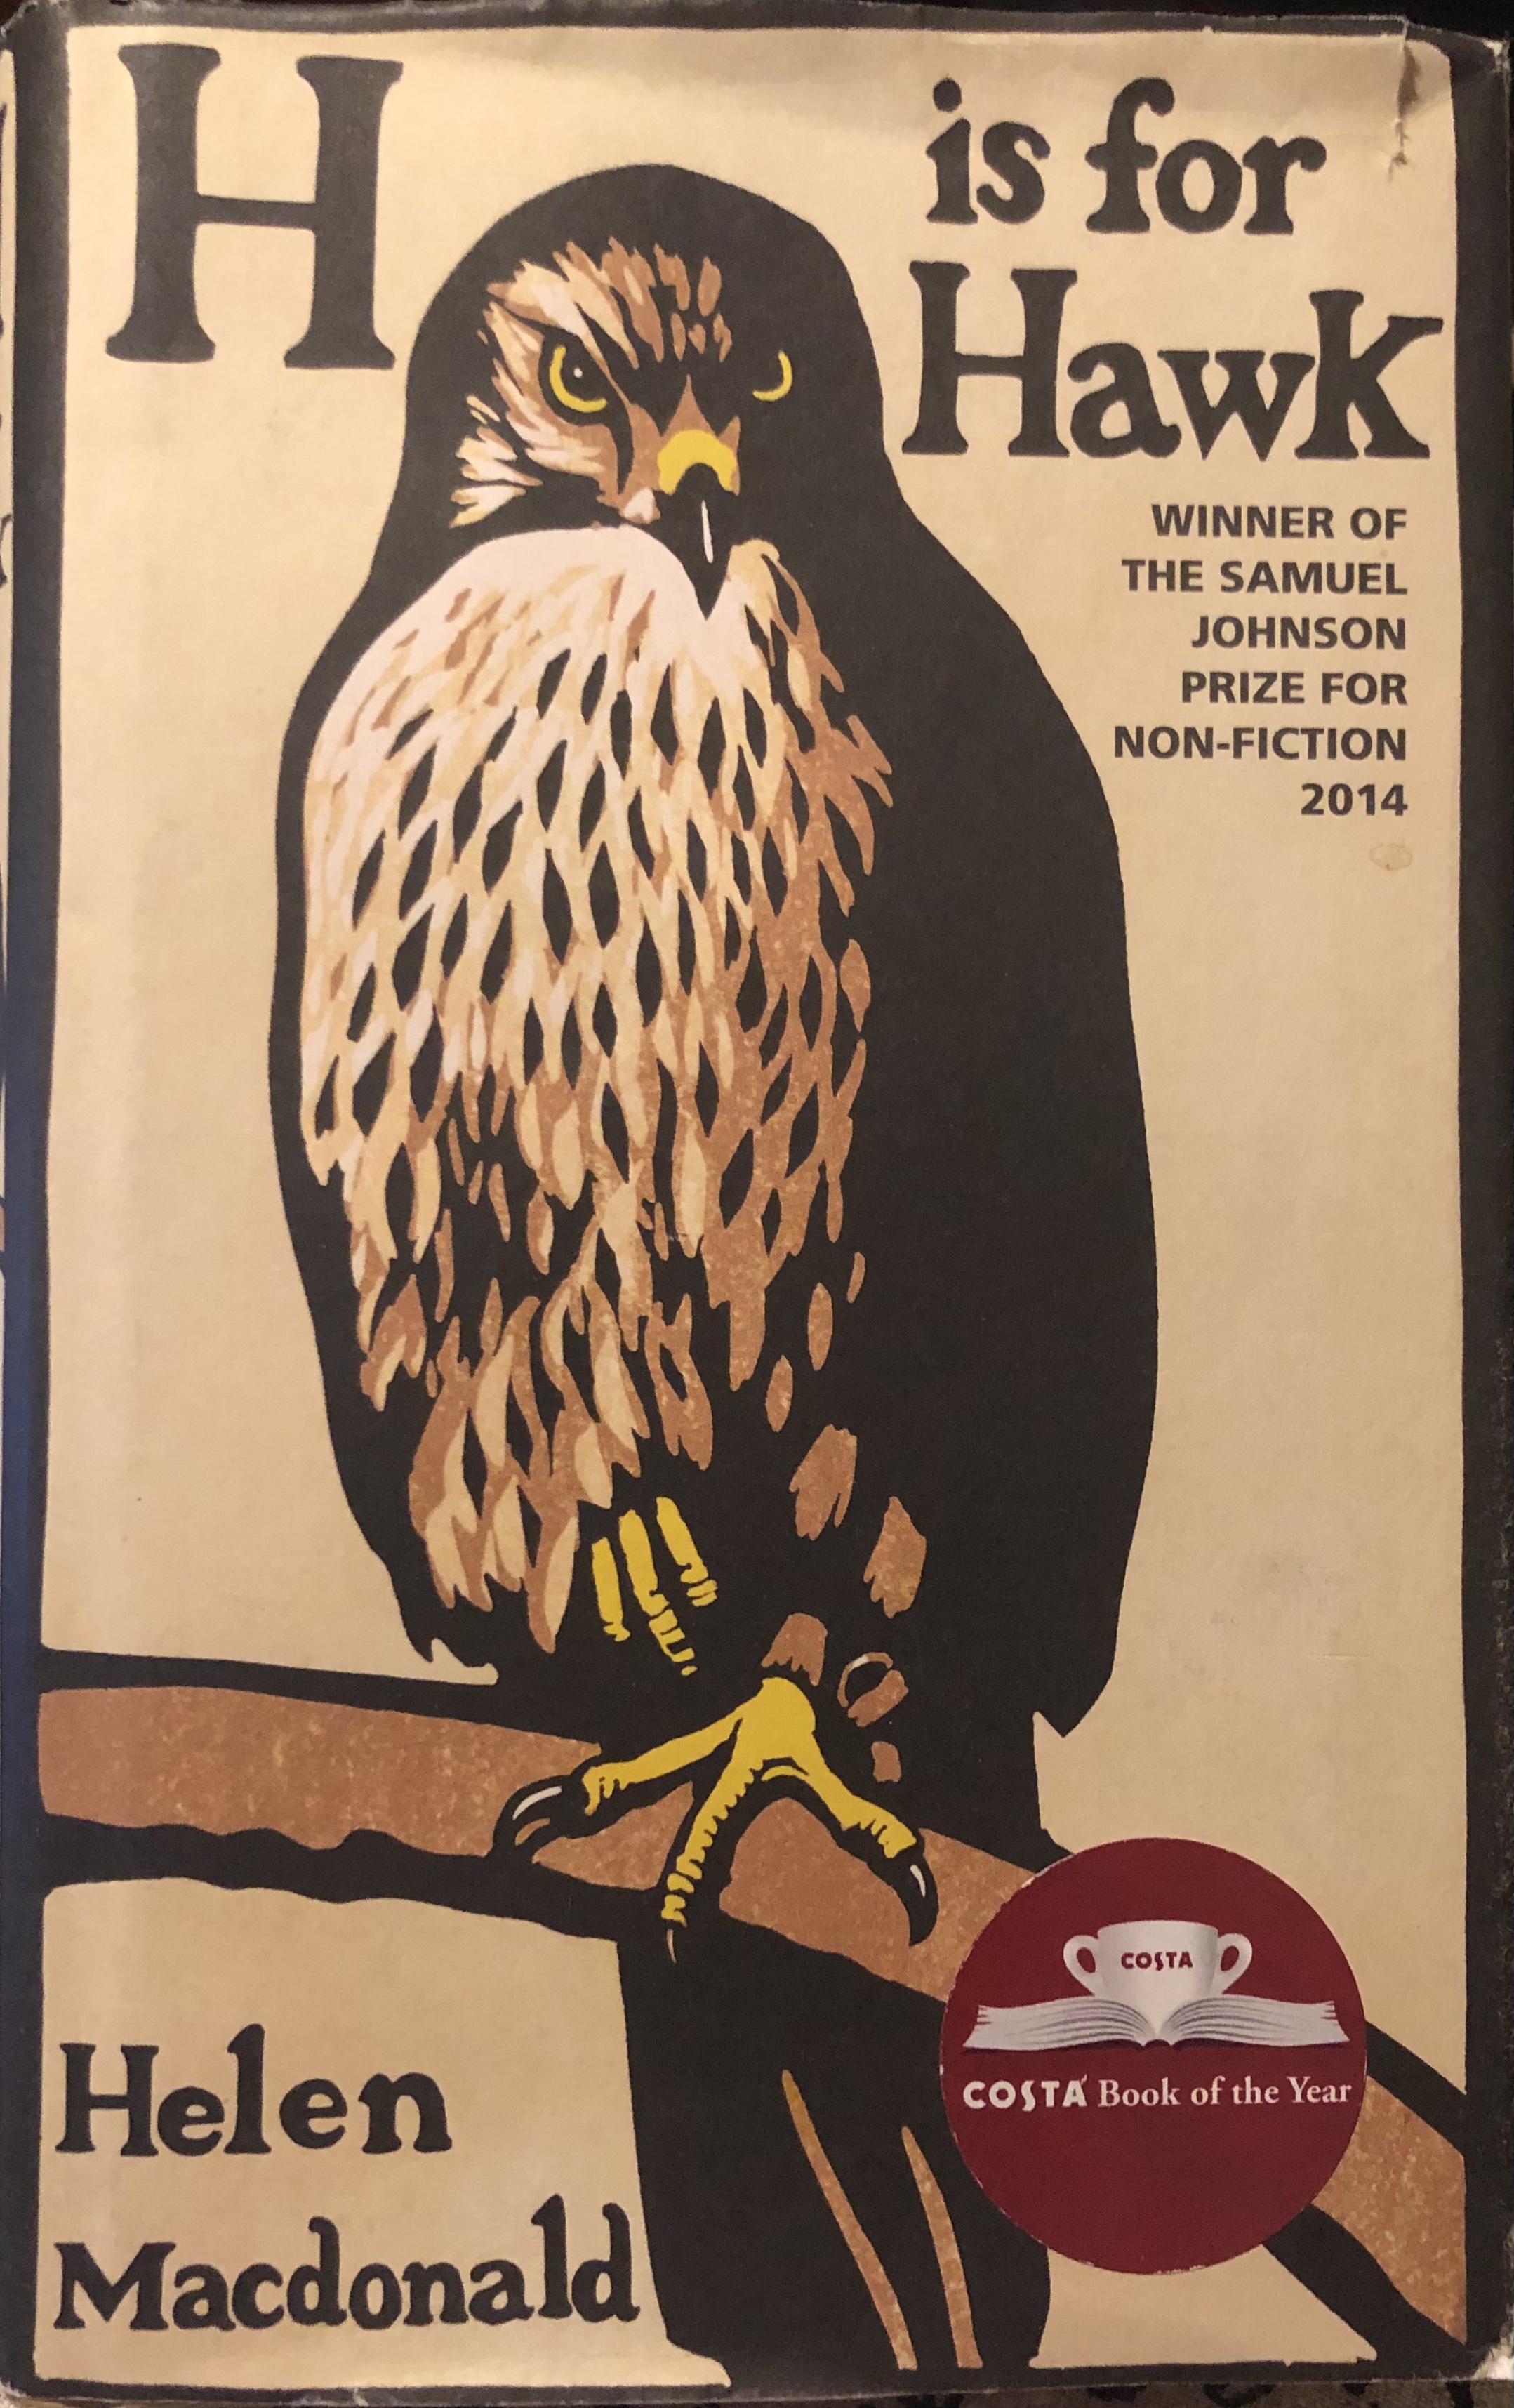 H
is for
Hawk
WINNER OF
THE SAMUEL
JOHNSON
PRIZE FOR
NON-FICTION
2014
COSTA
COSTA Book of the Year
Helen
Macdonald